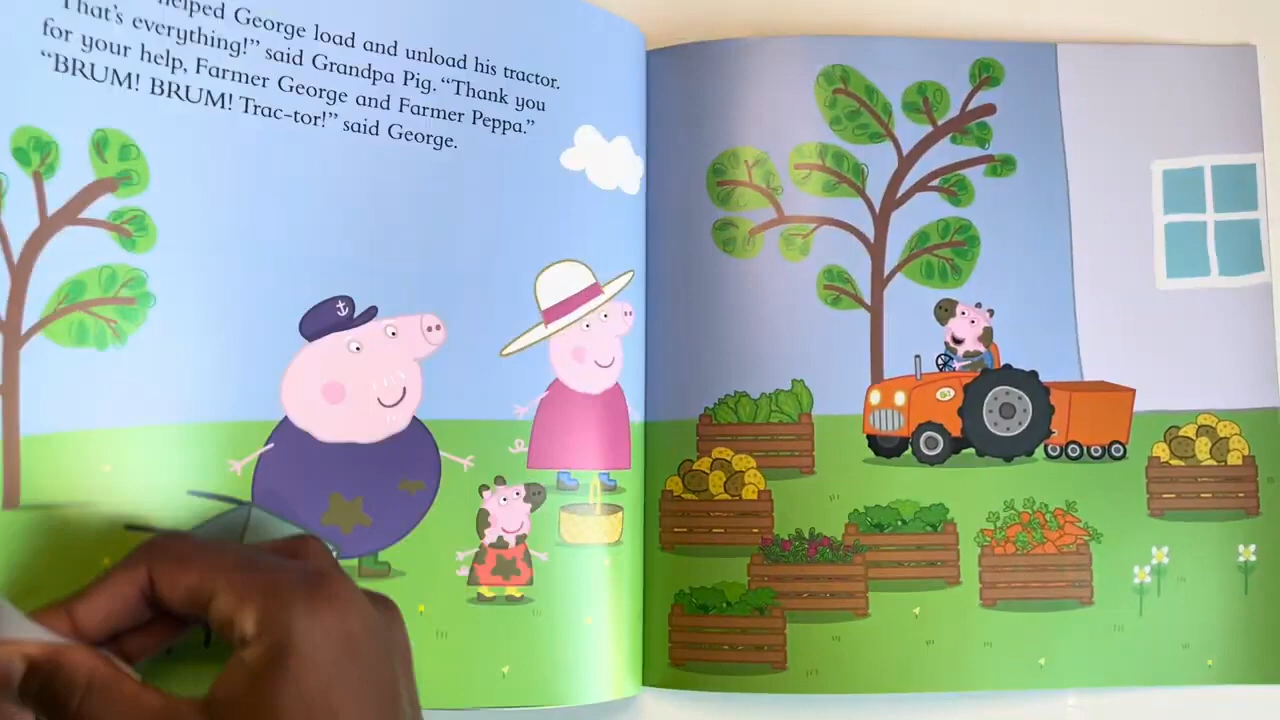 helped George load and unload his tractor.
“That’s everything!” said Grandpa Pig. “Thank you
for your help, Farmer George and Farmer Peppa.”
“BRUM! BRUM! Trac-tor!” said George.